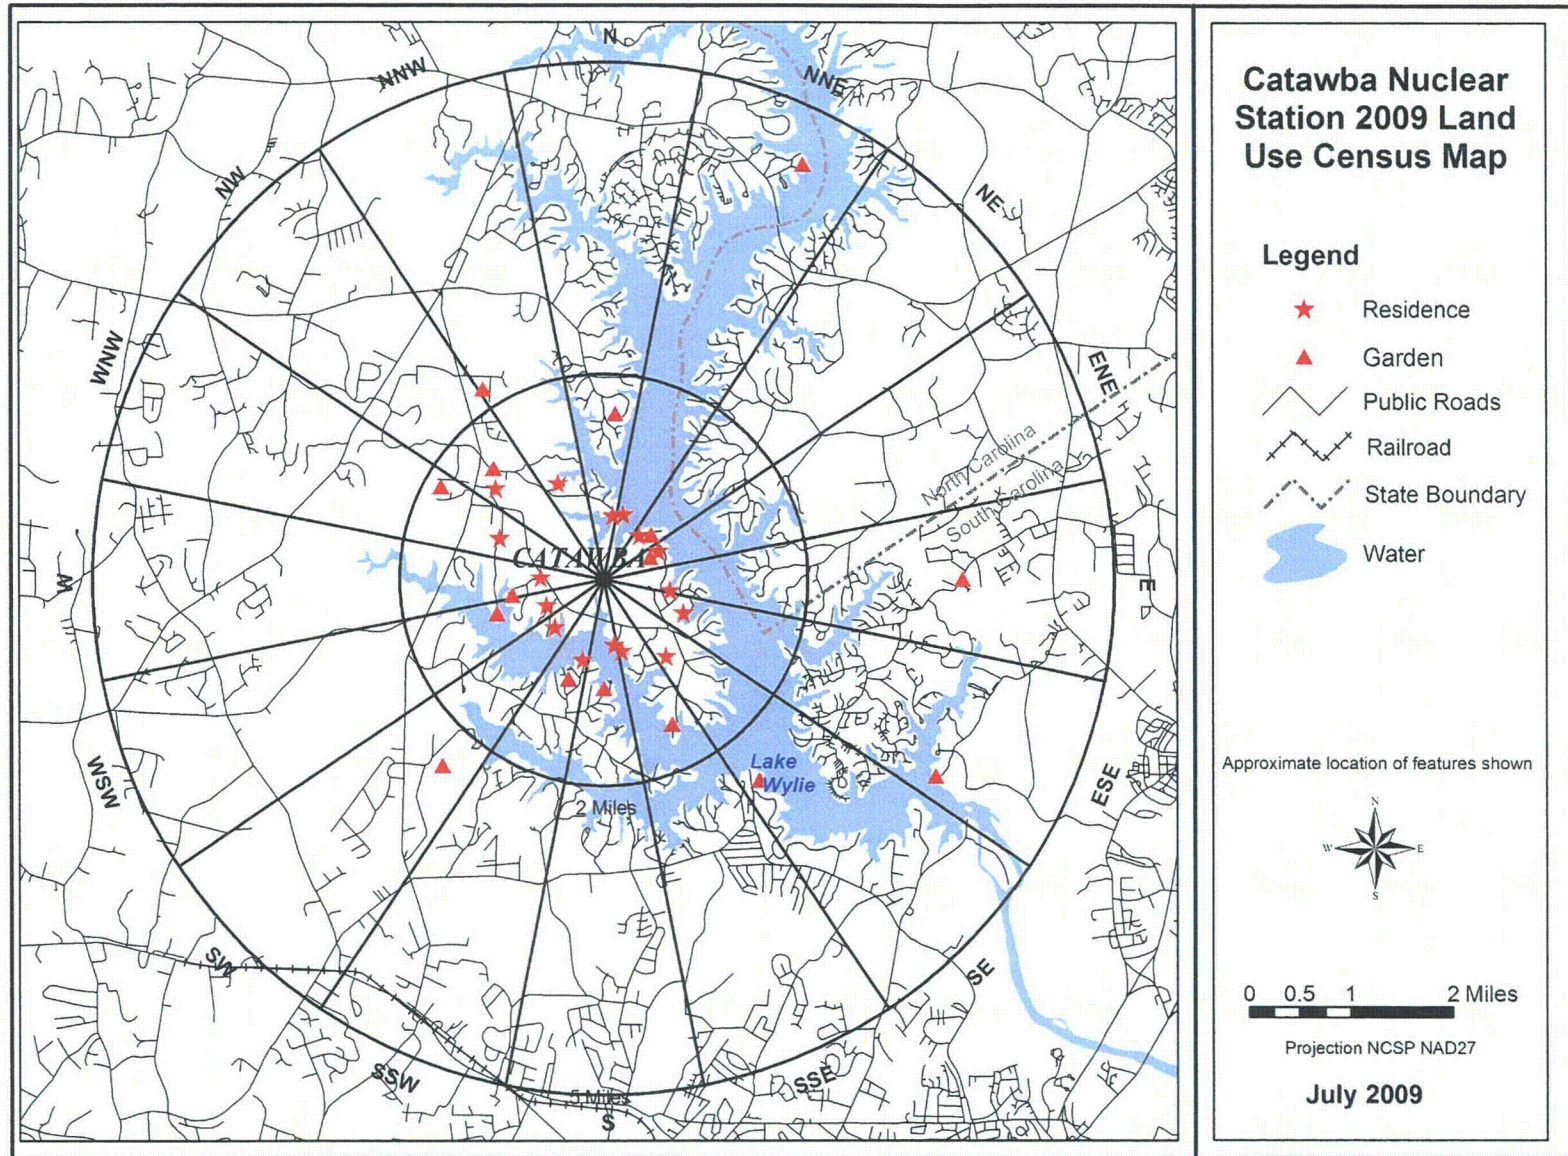 N
NNW
NNE
NW
NE
WNW
ENE
North Carolina
South Carolina
CATAWBA
W
E
WSW
ESE
Lake
Wylie
2 Miles
SW
SE
SSW
SSE
5 Miles
S
Catawba Nuclear
Station 2009 Land
Use Census Map
Legend
Residence
Garden
Public Roads
Railroad
State Boundary
Water
Approximate location of features shown
N
W E
S
0 0.5 1 2 Miles
Projection NCSP NAD27
July 2009